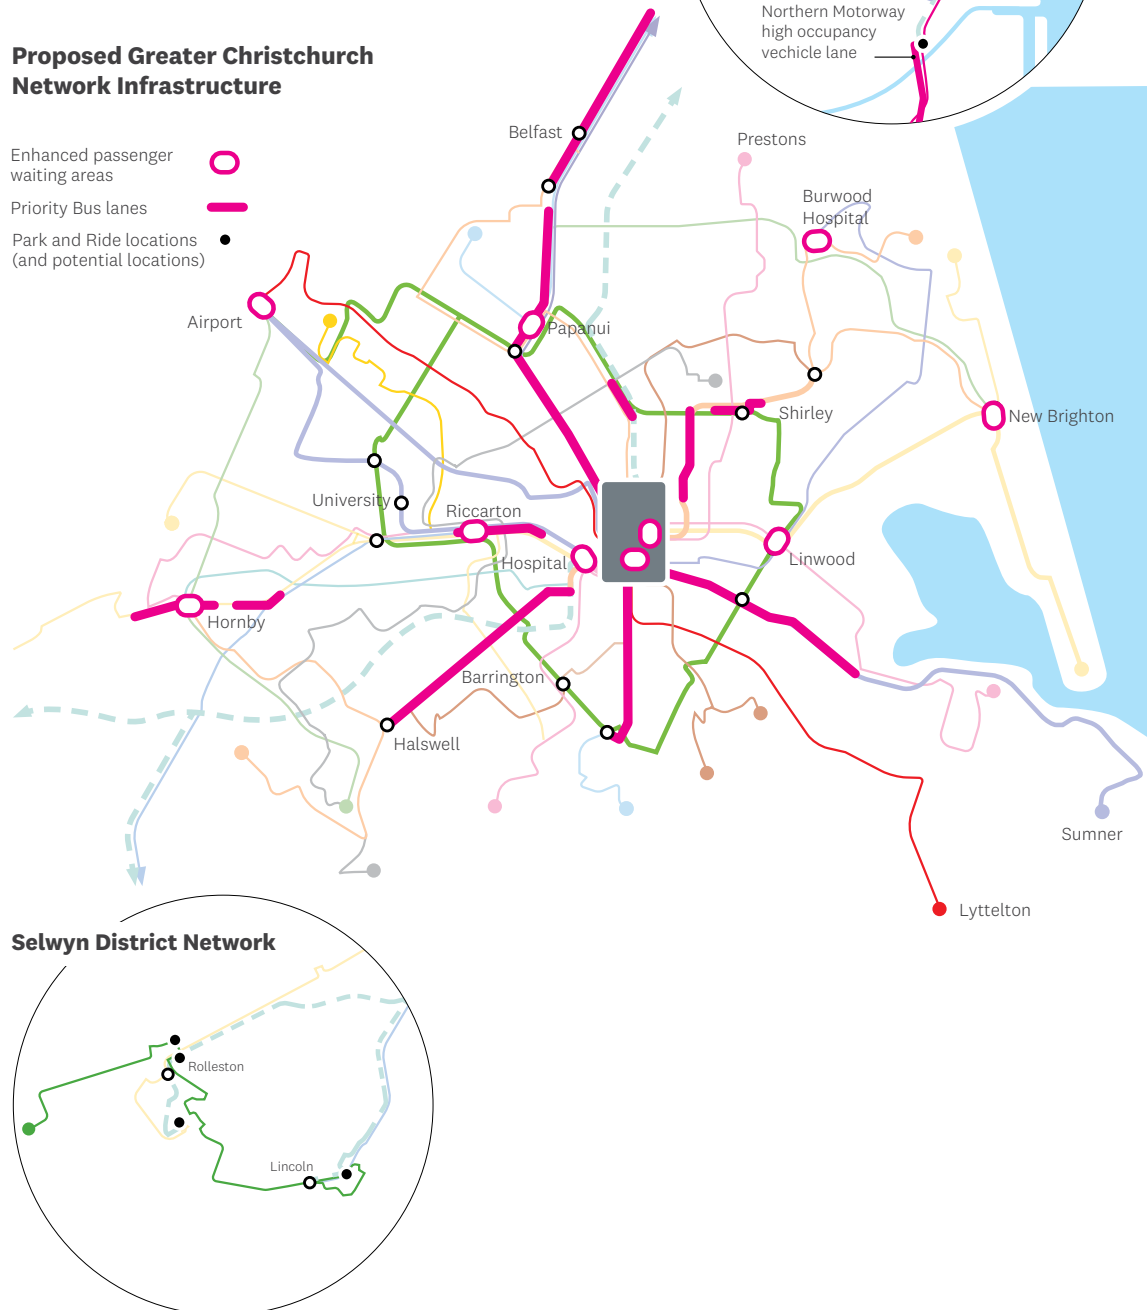 Northern Motorway
high occupancy
vechicle lane
Proposed Greater Christchurch
Network Infrastructure
Enhanced passenger
waiting areas
Priority Bus lanes
Park and Ride locations
(and potential locations)
Belfast
Prestons
Burwood
Hospital
Airport
Papanui
Shirley
New Brighton
University
Riccarton
Hospital
Linwood
Hornby
Barrington
Halswell
Sumner
Lyttelton
Selwyn District Network
Rolleston
Lincoln